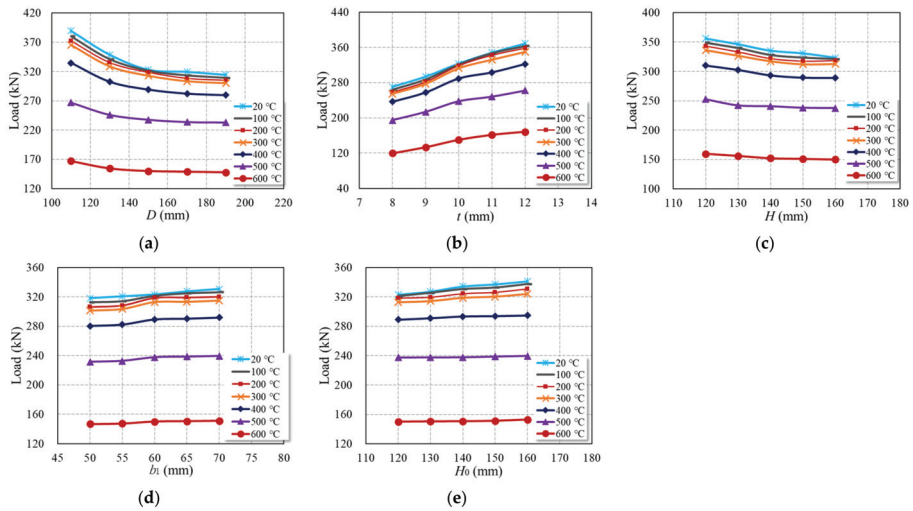 420
370
320
270
220
170
120
Load (kN)
20 °C
100 °C
200 °C
300 °C
400 °C
500 °C
600 °C
100 120 140 160 180 200 220
D (mm)
(a)
440
360
280
200
120
40
Load (kN)
20 °C
100 °C
200 °C
300 °C
400 °C
500 °C
600 °C
7 8 9 10 11 12 13 14
t (mm)
(b)
400
350
300
250
200
150
100
Load (kN)
20 °C
100 °C
200 °C
300 °C
400 °C
500 °C
600 °C
110 120 130 140 150 160 170 180
H (mm)
(c)
360
320
280
240
200
160
120
Load (kN)
20 °C
100 °C
200 °C
300 °C
400 °C
500 °C
600 °C
45 50 55 60 65 70 75 80
b1 (mm)
(d)
360
320
280
240
200
160
120
Load (kN)
20 °C
100 °C
200 °C
300 °C
400 °C
500 °C
600 °C
110 120 130 140 150 160 170 180
H0 (mm)
(e)